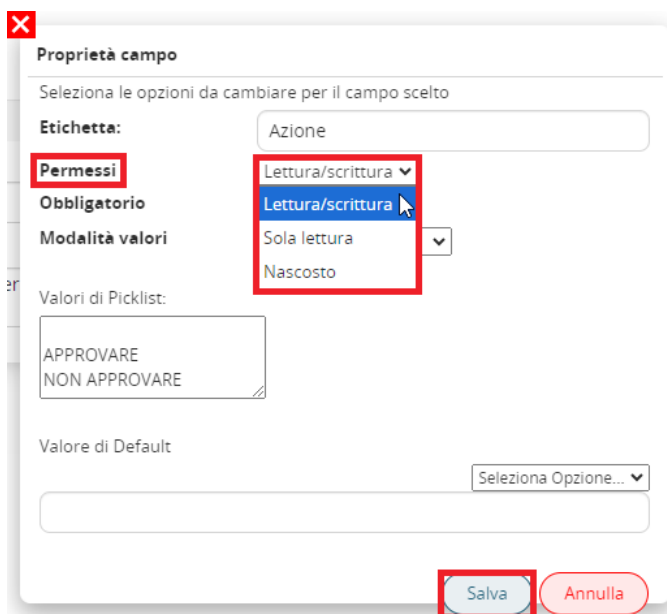 Proprietà campo
Seleziona le opzioni da cambiare per il campo scelto
Etichetta: Azione
Permessi Lettura/scrittura
Obbligatorio Lettura/scrittura
Modalità valori Sola lettura
Nascosto
er
Valori di Picklist:
APPROVARE
NON APPROVARE
Valore di Default
Seleziona Opzione...
Salva Annulla